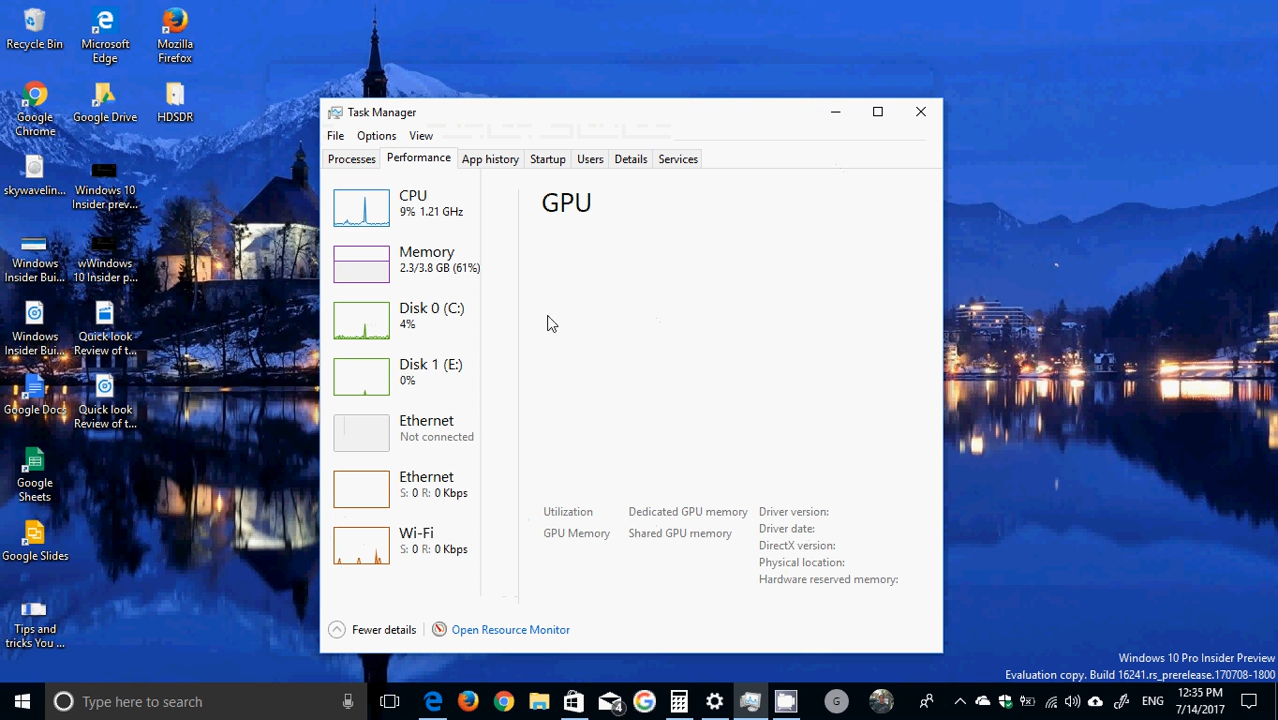 Recycle Bin
Microsoft
Edge
Mozilla
Firefox
Google
Chrome
Google Drive
HDSDR
skywavelin...
Windows 10
Insider prev...
Windows
Insider Bui...
wWindows
10 Insider p...
Windows
Insider Bui...
Quick look
Review of t...
Google Docs
Quick look
Review of t...
Google
Sheets
Google Slides
Tips and
tricks You ...
Task Manager
File Options View
Processes Performance App history Startup Users Details Services
CPU
9% 1.21 GHz
Memory
2.3/3.8 GB (61%)
Disk 0 (C:)
4%
Disk 1 (E:)
0%
Ethernet
Not connected
Ethernet
S: 0 R: 0 Kbps
Wi-Fi
S: 0 R: 0 Kbps
GPU
Utilization Dedicated GPU memory Driver version:
GPU Memory Shared GPU memory Driver date:
DirectX version:
Physical location:
Hardware reserved memory:
Fewer details Open Resource Monitor
Windows 10 Pro Insider Preview
Evaluation copy. Build 16241.rs_prerelease.170708-1800
Type here to search
4
G
ENG
12:35 PM
7/14/2017